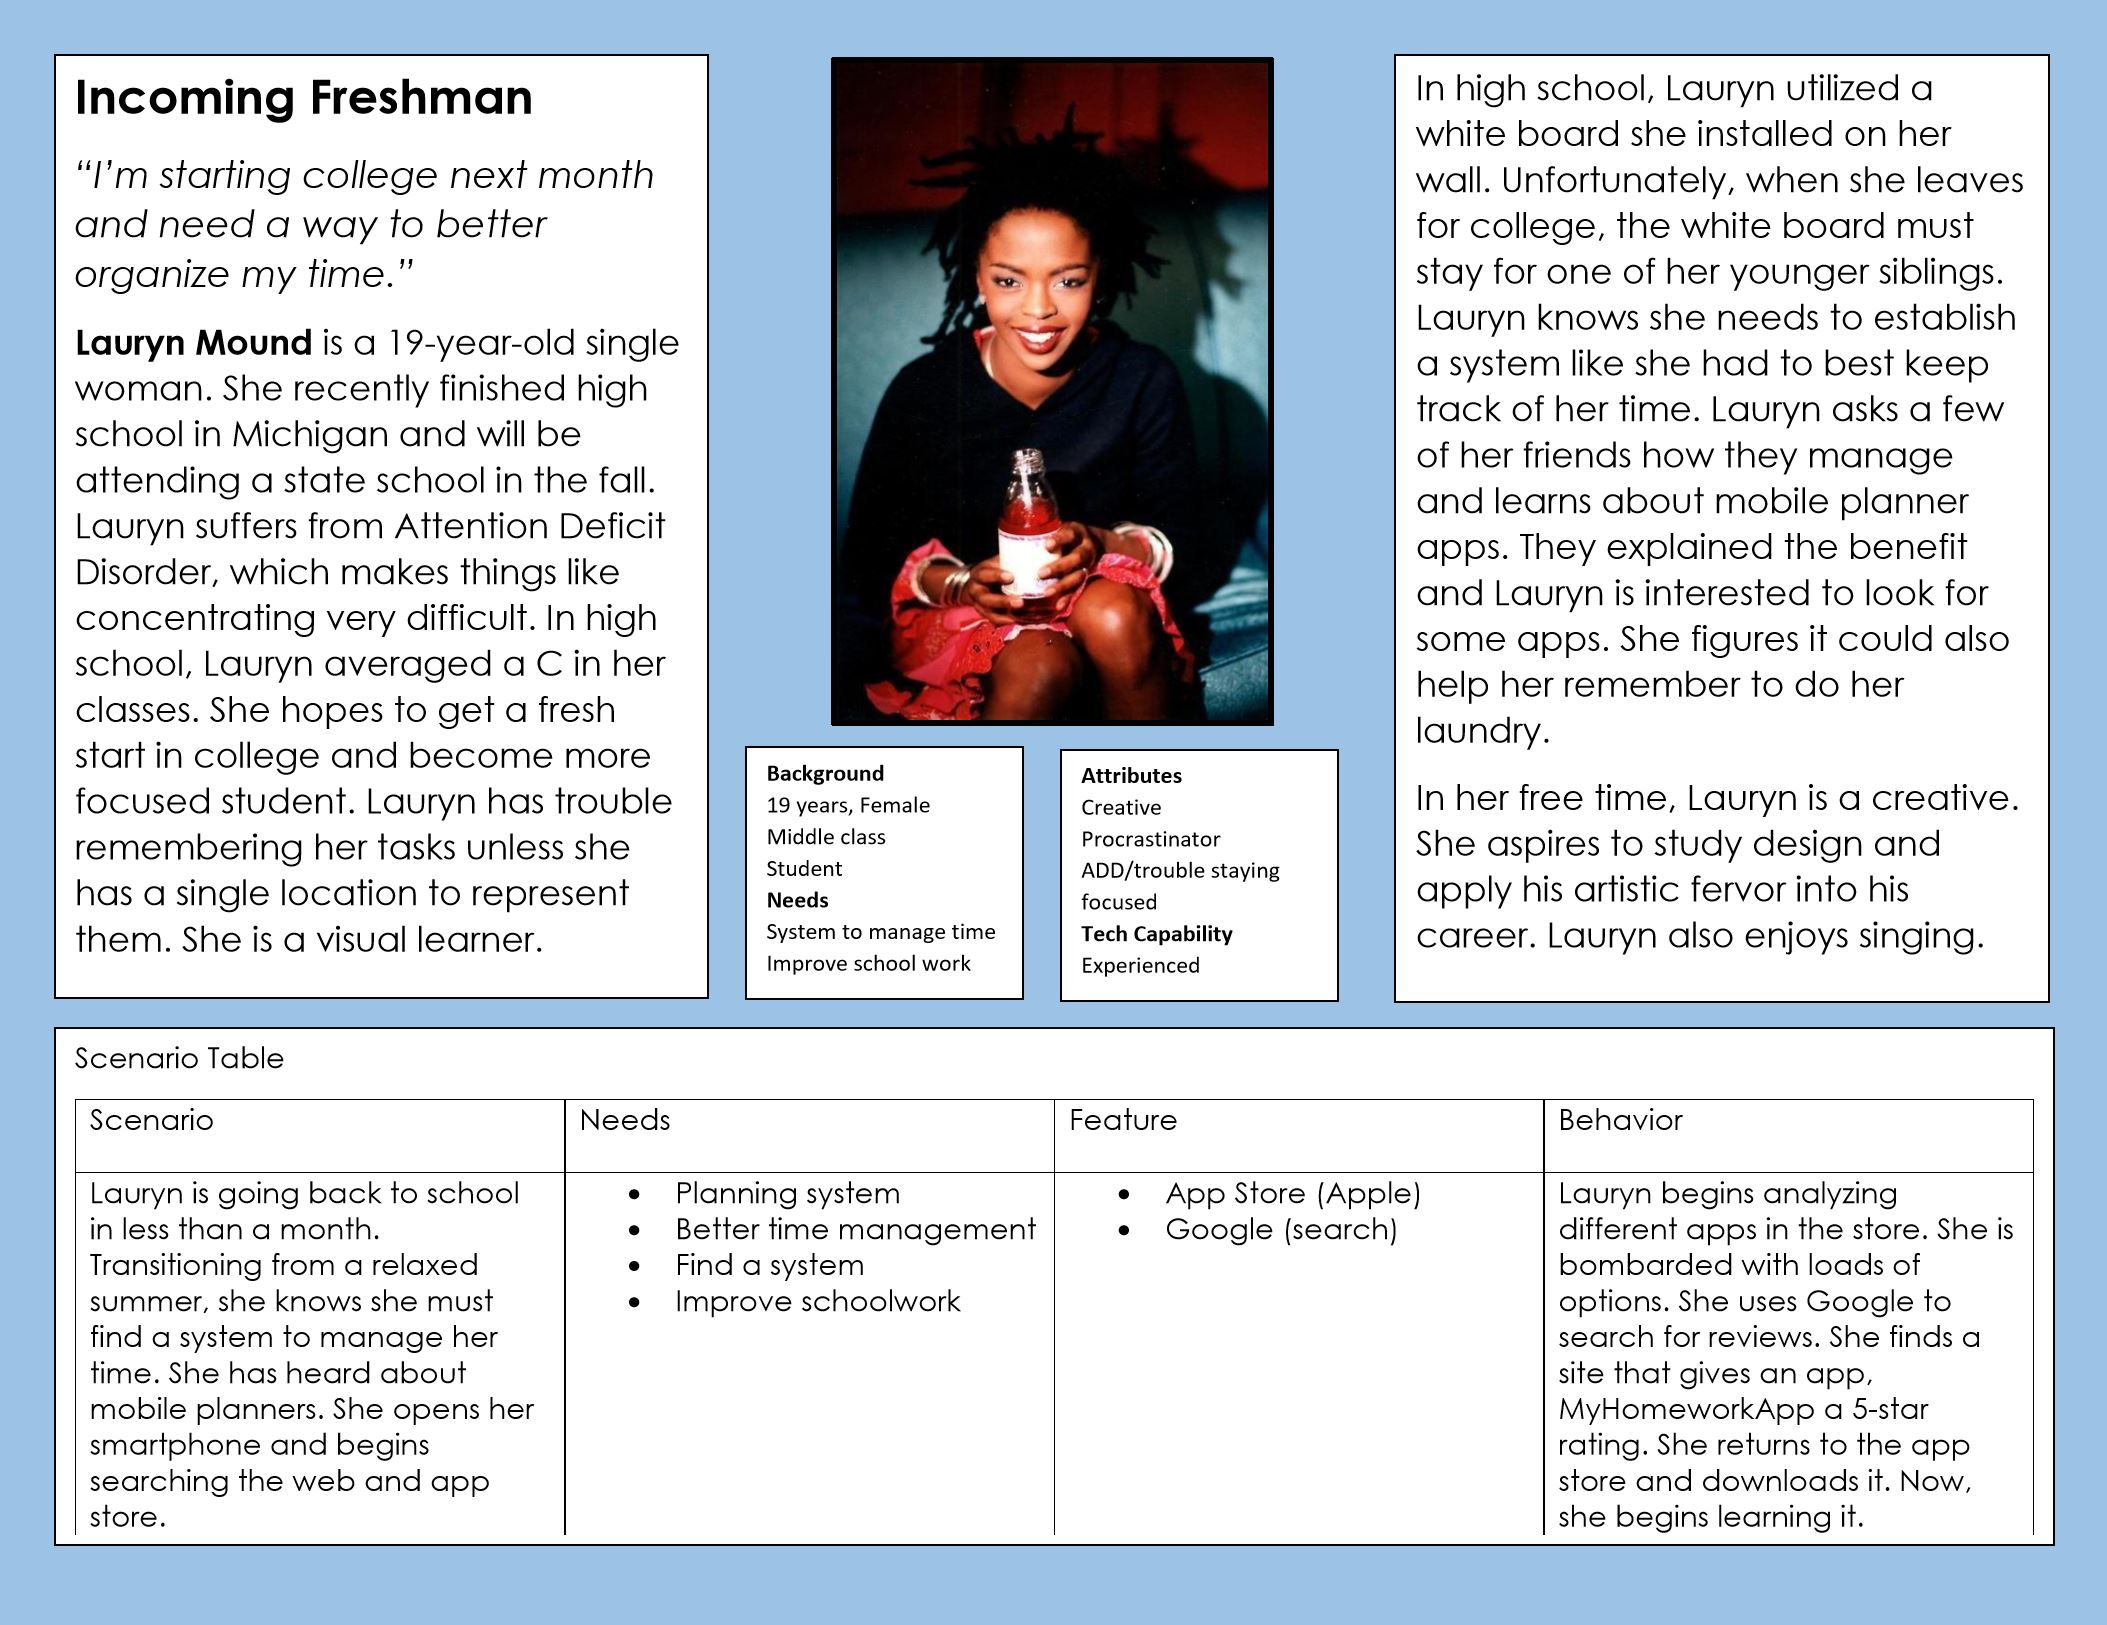 Incoming Freshman
“I’m starting college next month
and need a way to better
organize my time.”
Lauryn Mound is a 19-year-old single
woman. She recently finished high
school in Michigan and will be
attending a state school in the fall.
Lauryn suffers from Attention Deficit
Disorder, which makes things like
concentrating very difficult. In high
school, Lauryn averaged a C in her
classes. She hopes to get a fresh
start in college and become more
focused student. Lauryn has trouble
remembering her tasks unless she
has a single location to represent
them. She is a visual learner.
Background
19 years, Female
Middle class
Student
Needs
System to manage time
Improve school work
Attributes
Creative
Procrastinator
ADD/trouble staying
focused
Tech Capability
Experienced
In high school, Lauryn utilized a
white board she installed on her
wall. Unfortunately, when she leaves
for college, the white board must
stay for one of her younger siblings.
Lauryn knows she needs to establish
a system like she had to best keep
track of her time. Lauryn asks a few
of her friends how they manage
and learns about mobile planner
apps. They explained the benefit
and Lauryn is interested to look for
some apps. She figures it could also
help her remember to do her
laundry.
In her free time, Lauryn is a creative.
She aspires to study design and
apply his artistic fervor into his
career. Lauryn also enjoys singing.
Scenario Table
Scenario
Needs
Feature
Behavior
Lauryn is going back to school
in less than a month.
Transitioning from a relaxed
summer, she knows she must
find a system to manage her
time. She has heard about
mobile planners. She opens her
smartphone and begins
searching the web and app
store.
• Planning system
• Better time management
• Find a system
• Improve schoolwork
• App Store (Apple)
• Google (search)
Lauryn begins analyzing
different apps in the store. She is
bombarded with loads of
options. She uses Google to
search for reviews. She finds a
site that gives an app,
MyHomeworkApp a 5-star
rating. She returns to the app
store and downloads it. Now,
she begins learning it.